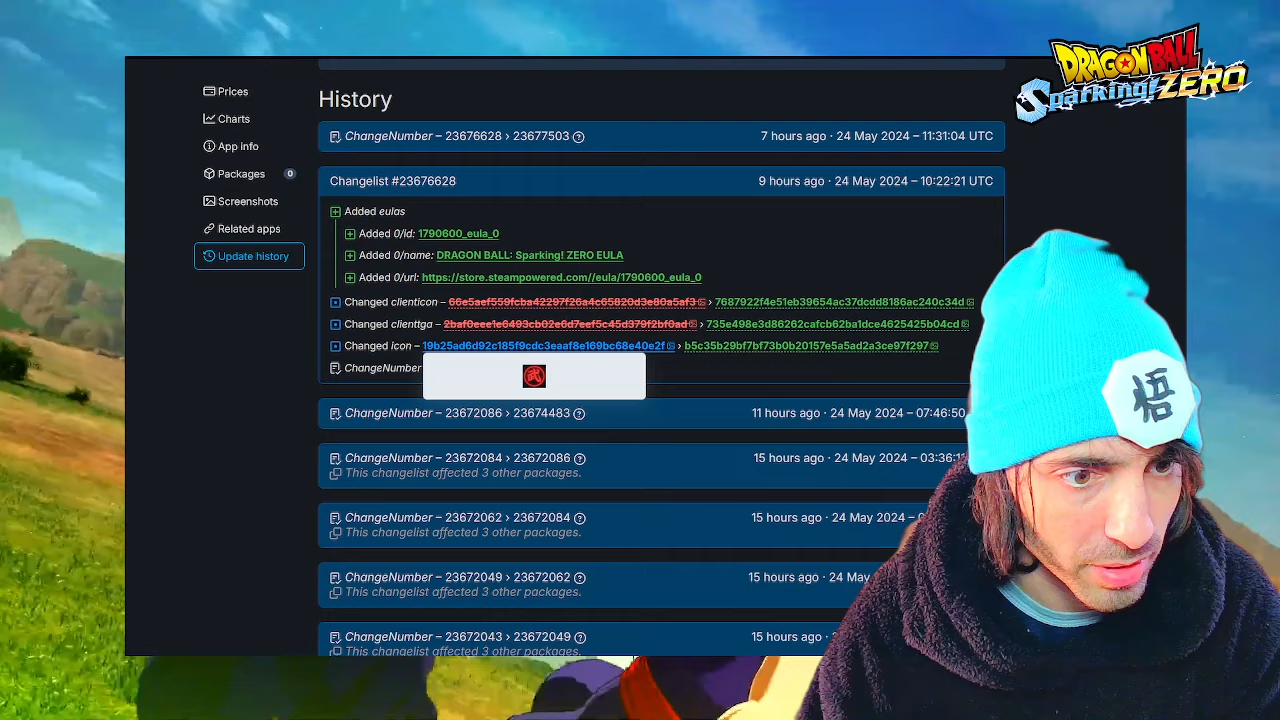 DRAGON BALL
Sparking! ZERO
Prices
Charts
App info
Packages 0
Screenshots
Related apps
Update history
History
ChangeNumber – 23676628 › 23677503
7 hours ago · 24 May 2024 – 11:31:04 UTC
Changelist #23676628
9 hours ago · 24 May 2024 – 10:22:21 UTC
Added eulas
Added 0/id: 1790600_eula_0
Added 0/name: DRAGON BALL: Sparking! ZERO EULA
Added 0/url: https://store.steampowered.com//eula/1790600_eula_0
Changed clienticon – 66e5aef559fcba42297f26a4c65820d3e80a5af3 › 7687922f4e51eb39654ac37dcdd8186ac240c34d
Changed clienttga – 2baf0eee1e6493cb02e6d7eef5c45d379f2bf0ad › 735e498e3d86262cafcb62ba1dce4625425b04cd
Changed icon – 19b25ad6d92c185f9cdc3eaaf8e169bc68e40e2f › b5c35b29bf7bf73b0b20157e5a5ad2a3ce97f297
ChangeNumber
武
ChangeNumber – 23672086 › 23674483
11 hours ago · 24 May 2024 – 07:46:50
ChangeNumber – 23672084 › 23672086
15 hours ago · 24 May 2024 – 03:36:1
This changelist affected 3 other packages.
ChangeNumber – 23672062 › 23672084
15 hours ago · 24 May 2024 –
This changelist affected 3 other packages.
ChangeNumber – 23672049 › 23672062
15 hours ago · 24 May
This changelist affected 3 other packages.
ChangeNumber – 23672043 › 23672049
15 hours ago ·
This changelist affected 3 other packages.
悟